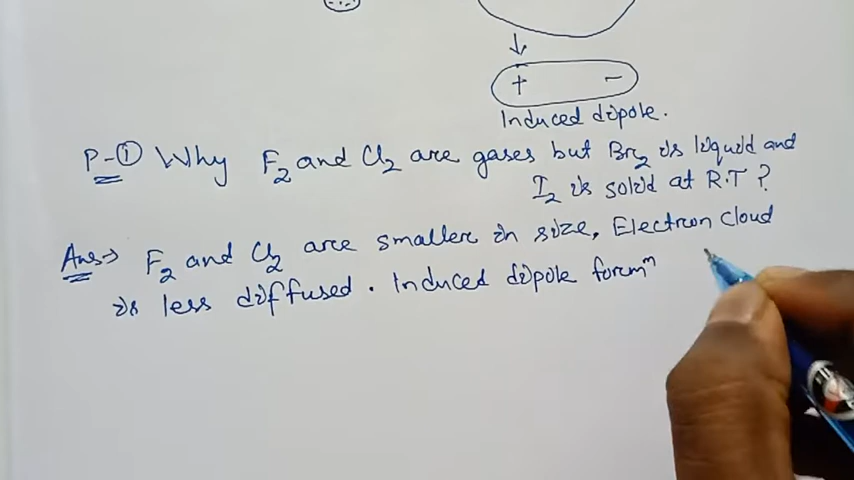 + -
Induced dipole.
P-① Why F₂ and Cl₂ are gases but Br₂ is liquid and
I₂ is solid at R.T ?
Ans→ F₂ and Cl₂ are smaller in size, Electron cloud
is less diffused. Induced dipole formⁿ